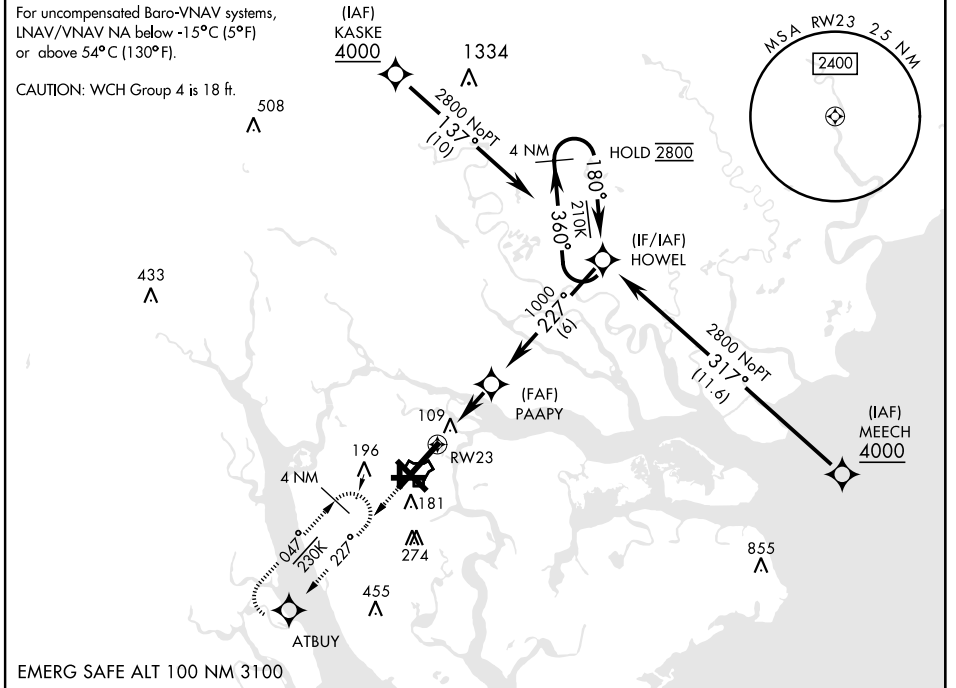 For uncompensated Baro-VNAV systems,
LNAV/VNAV NA below -15°C (5°F)
or above 54°C (130°F).
CAUTION: WCH Group 4 is 18 ft.
(IAF)
KASKE
4000
1334
508
2800 NoPT
137°
(10)
MSA RW23 25 NM
2400
4 NM
HOLD 2800
180°
210K
360°
(IF/IAF)
HOWEL
433
1000
227°
(6)
2800 NoPT
317°
(11.6)
(FAF)
PAAPY
(IAF)
MEECH
4000
109
RW23
196
4 NM
181
047°
230K
227°
274
855
455
ATBUY
EMERG SAFE ALT 100 NM 3100